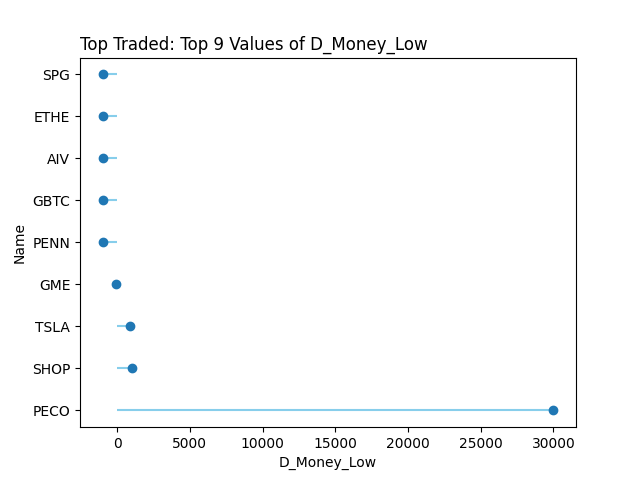 Top Traded: Top 9 Values of D_Money_Low
SPG
ETHE
AIV
GBTC
PENN
GME
TSLA
SHOP
PECO
Name
0 5000 10000 15000 20000 25000 30000
D_Money_Low